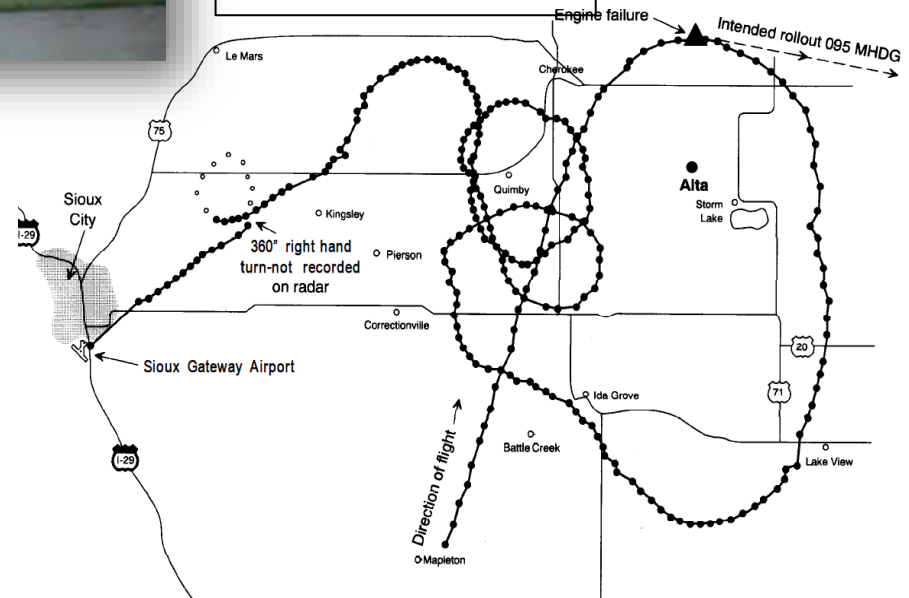 Engine failure
Intended rollout 095 MHDG
Le Mars
Cherokee
75
Alta
Sioux
City
Quimby
Storm
Lake
Kingsley
I-29
360° right hand
turn-not recorded
on radar
Pierson
Correctionville
20
Sioux Gateway Airport
71
Ida Grove
Direction of flight
Battle Creek
I-29
Lake View
Mapleton